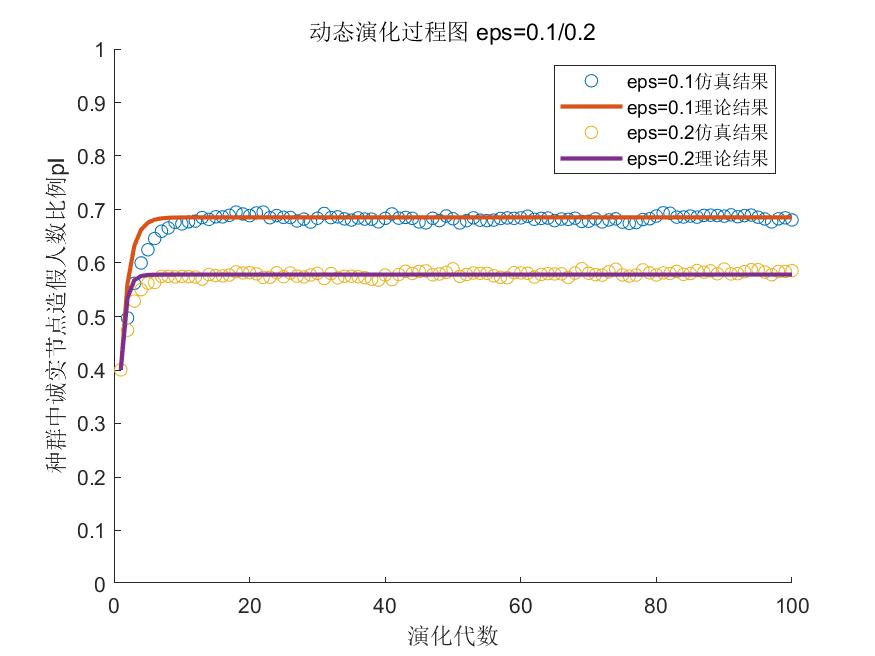 动态演化过程图 eps=0.1/0.2
eps=0.1仿真结果
eps=0.1理论结果
eps=0.2仿真结果
eps=0.2理论结果
种群中诚实节点造假人数比例pI
1
0.9
0.8
0.7
0.6
0.5
0.4
0.3
0.2
0.1
0
0 20 40 60 80 100
演化代数